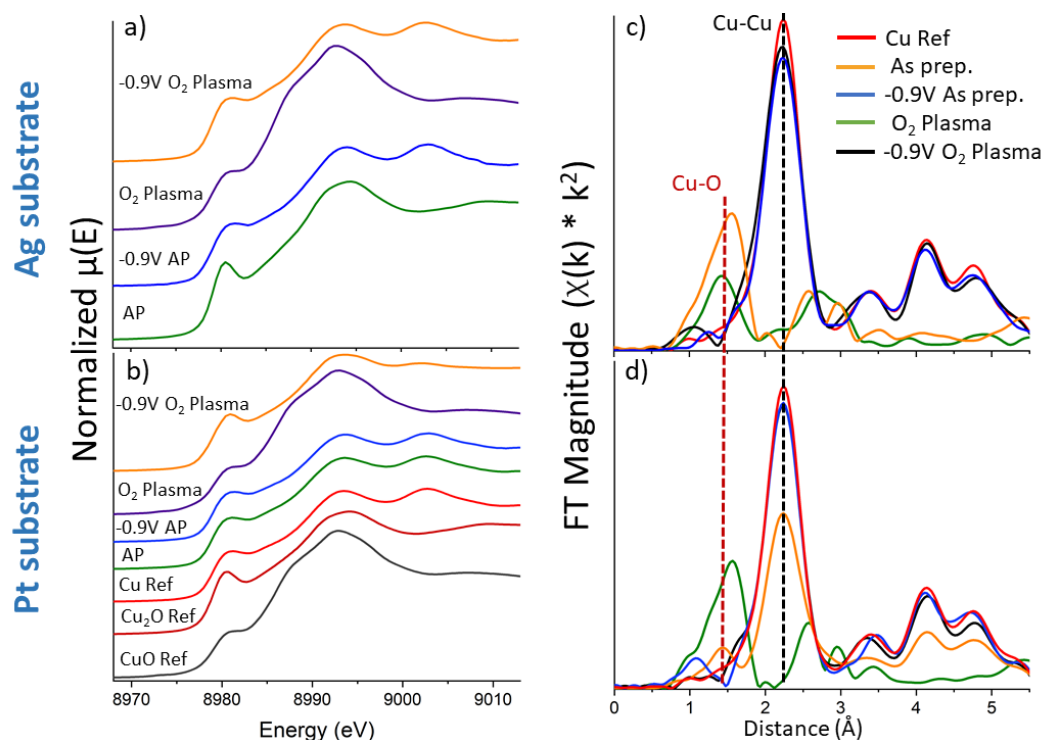 Ag substrate
Pt substrate
a)
-0.9V O₂ Plasma
O₂ Plasma
-0.9V AP
AP
Normalized μ(E)
b)
-0.9V O₂ Plasma
O₂ Plasma
-0.9V AP
AP
Cu Ref
Cu₂O Ref
CuO Ref
8970 8980 8990 9000 9010
Energy (eV)
c)
Cu-Cu
Cu-O
Cu Ref
As prep.
-0.9V As prep.
O₂ Plasma
-0.9V O₂ Plasma
FT Magnitude (χ(k) * k²)
d)
0 1 2 3 4 5
Distance (Å)